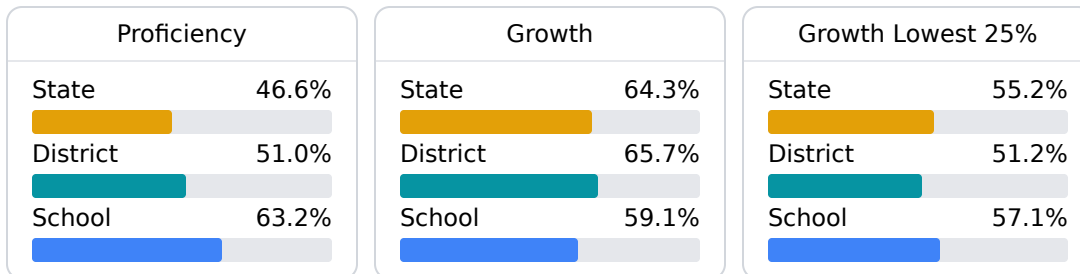 Proficiency
State 46.6%
District 51.0%
School 63.2%
Growth
State 64.3%
District 65.7%
School 59.1%
Growth Lowest 25%
State 55.2%
District 51.2%
School 57.1%